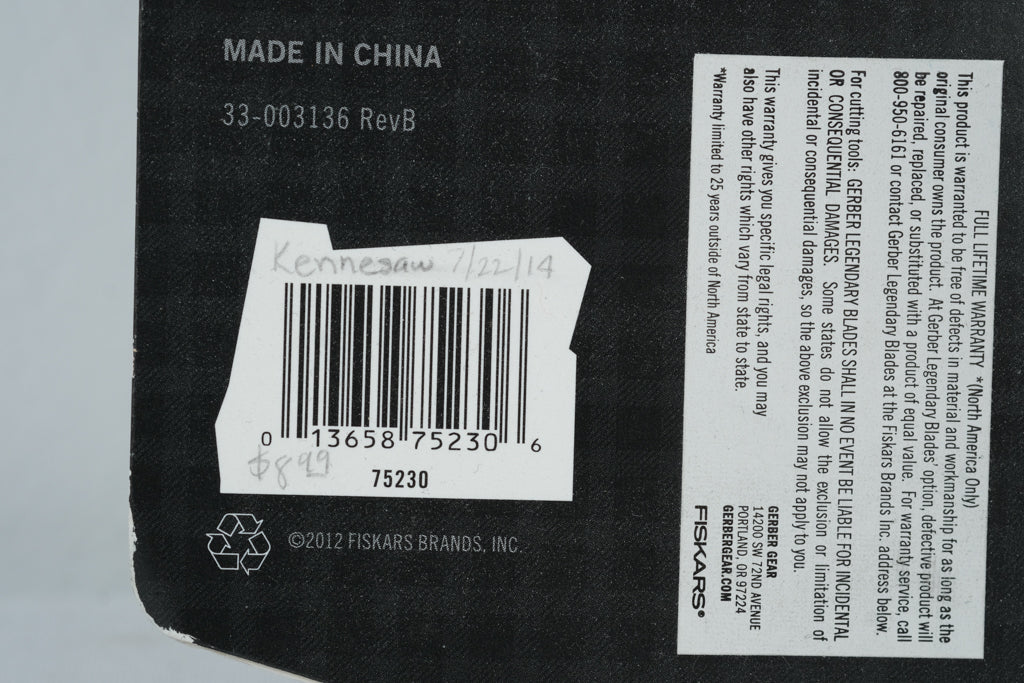 MADE IN CHINA
33-003136 RevB
Kennesaw 7/22/14
0 13658 75230 6
$8.99
75230
©2012 FISKARS BRANDS, INC.
FULL LIFETIME WARRANTY *(North America Only)
This product is warranted to be free of defects in material and workmanship for as long as the
original consumer owns the product. At Gerber Legendary Blades' option, defective product will
be repaired, replaced, or substituted with a product of equal value. For warranty service, call
800-950-6161 or contact Gerber Legendary Blades at the Fiskars Brands Inc. address below.
For cutting tools: GERBER LEGENDARY BLADES SHALL IN NO EVENT BE LIABLE FOR INCIDENTAL
OR CONSEQUENTIAL DAMAGES. Some states do not allow the exclusion or limitation of
incidental or consequential damages, so the above exclusion may not apply to you.
This warranty gives you specific legal rights, and you may
also have other rights which vary from state to state.
*Warranty limited to 25 years outside of North America
GERBER GEAR
14200 SW 72ND AVENUE
PORTLAND, OR 97224
GERBERGEAR.COM
FISKARS®